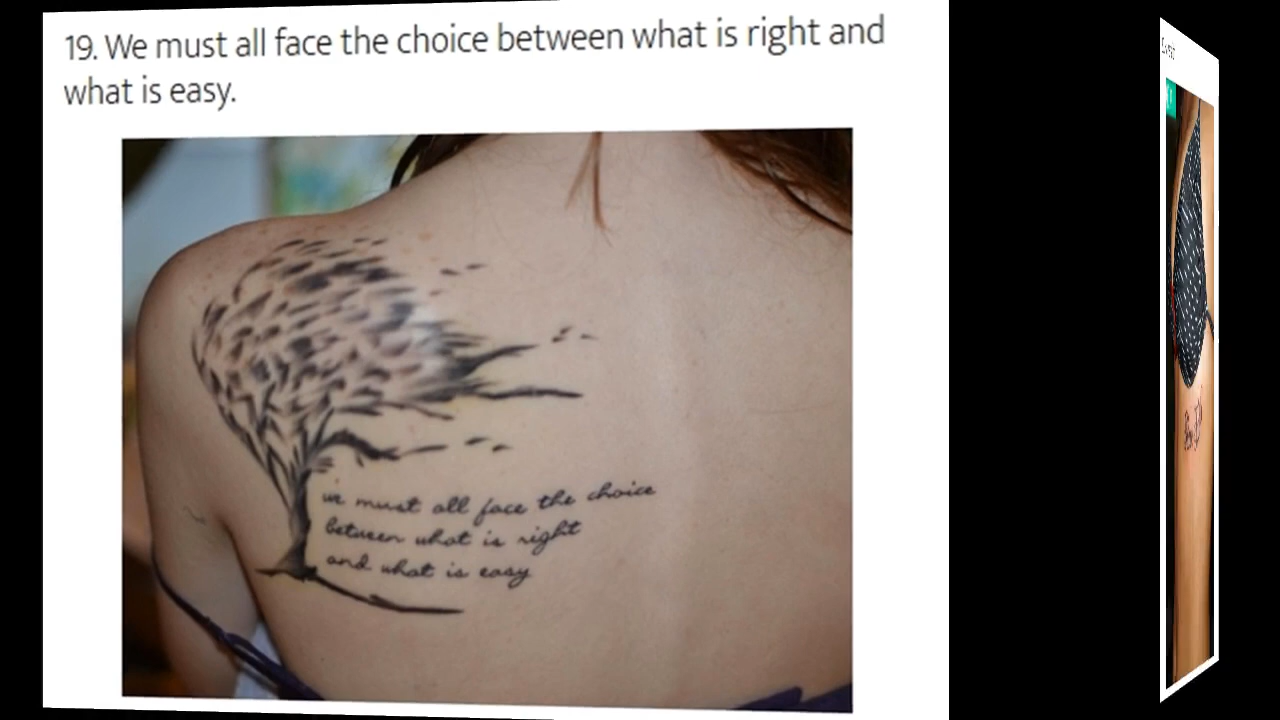 19. We must all face the choice between what is right and
what is easy.
we must all face the choice
between what is right
and what is easy